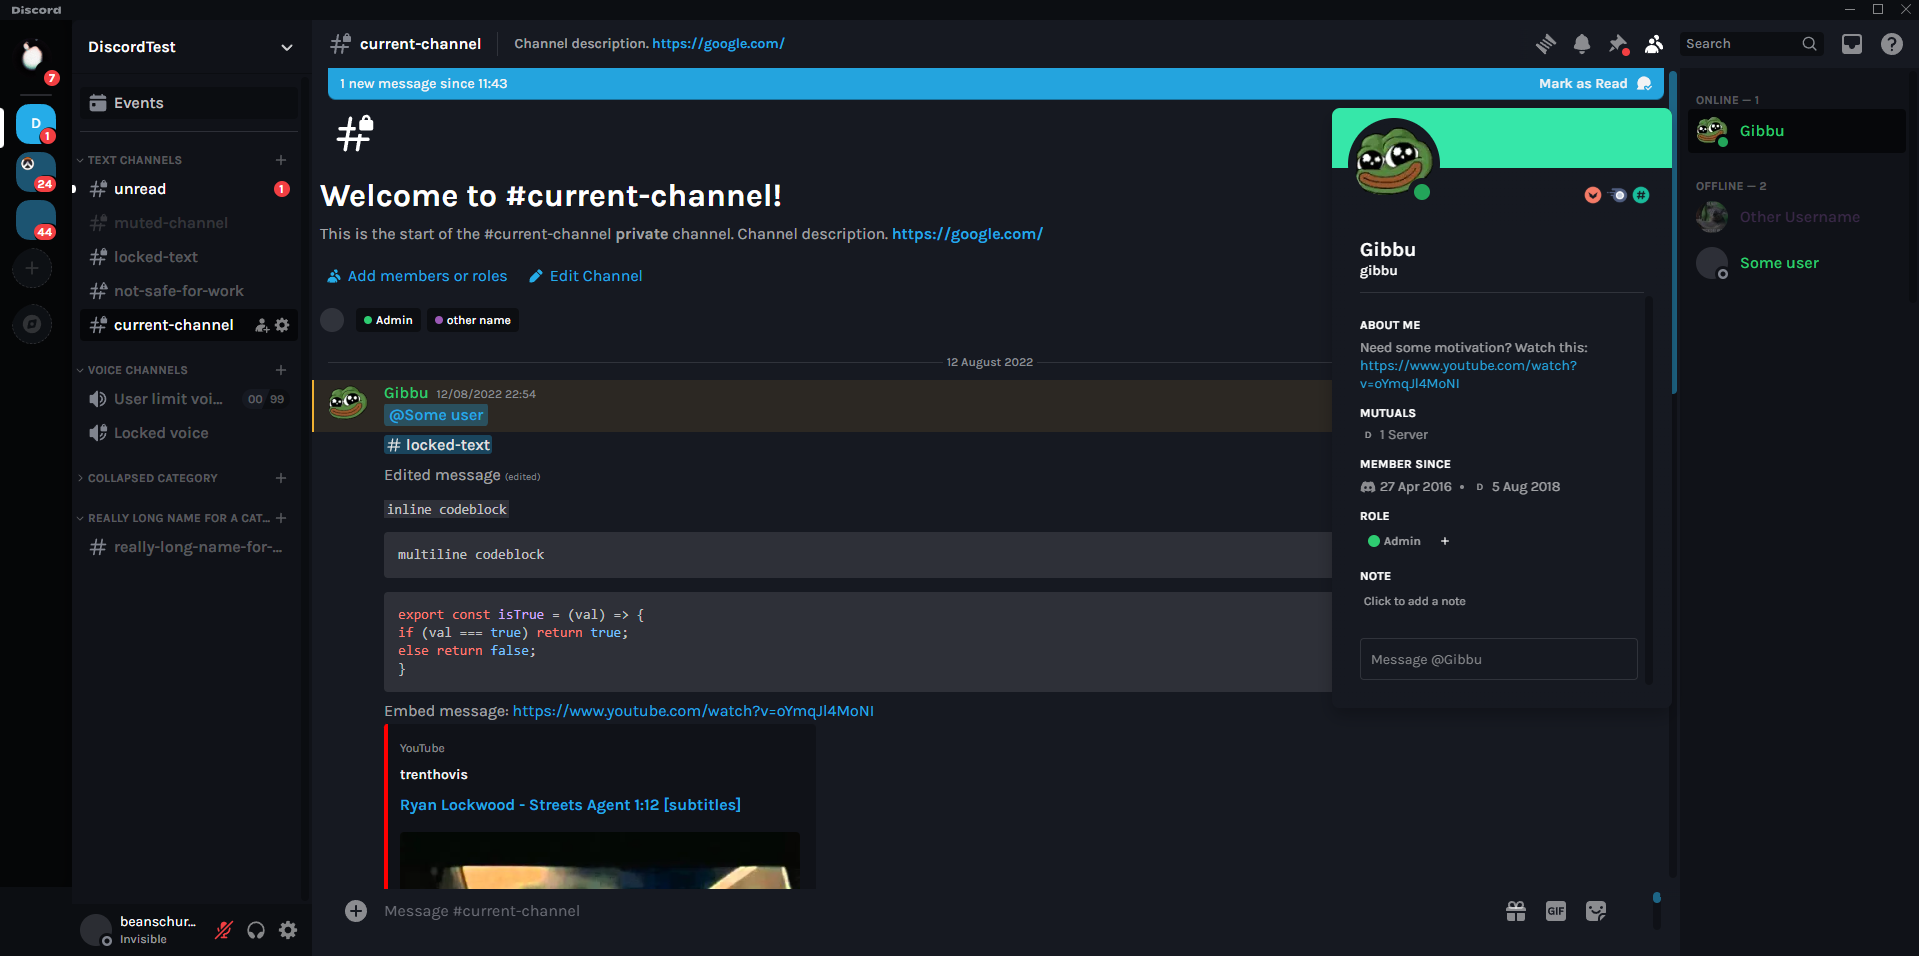 Discord
7
D
1
24
44
DiscordTest
Events
TEXT CHANNELS
unread
1
muted-channel
locked-text
not-safe-for-work
current-channel
VOICE CHANNELS
User limit voi...
00 99
Locked voice
COLLAPSED CATEGORY
REALLY LONG NAME FOR A CAT...
really-long-name-for-...
beanschur...
Invisible
current-channel
Channel description. https://google.com/
Search
1 new message since 11:43
Mark as Read
Welcome to #current-channel!
This is the start of the #current-channel private channel. Channel description. https://google.com/
Add members or roles
Edit Channel
Admin
other name
12 August 2022
Gibbu 12/08/2022 22:54
@Some user
# locked-text
Edited message (edited)
inline codeblock
multiline codeblock
export const isTrue = (val) => {
if (val === true) return true;
else return false;
}
Embed message: https://www.youtube.com/watch?v=oYmqJl4MoNI
YouTube
trenthovis
Ryan Lockwood - Streets Agent 1:12 [subtitles]
Message #current-channel
GIF
Gibbu
gibbu
ABOUT ME
Need some motivation? Watch this:
https://www.youtube.com/watch?
v=oYmqJl4MoNI
MUTUALS
D 1 Server
MEMBER SINCE
27 Apr 2016 • D 5 Aug 2018
ROLE
Admin +
NOTE
Click to add a note
Message @Gibbu
ONLINE — 1
Gibbu
OFFLINE — 2
Other Username
Some user